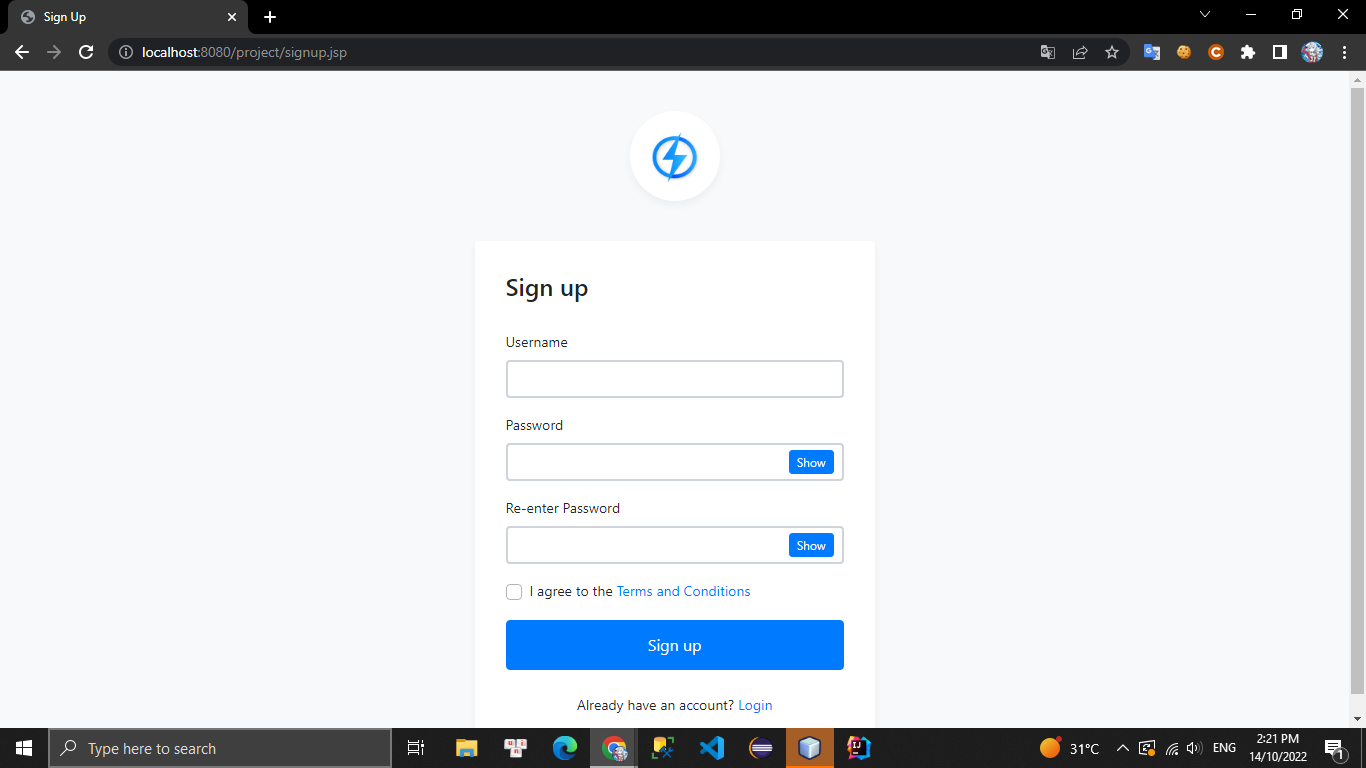 Sign Up
localhost:8080/project/signup.jsp
Sign up
Username
Password
Show
Re-enter Password
Show
I agree to the Terms and Conditions
Sign up
Already have an account? Login
Type here to search
31°C
ENG
2:21 PM
14/10/2022
1